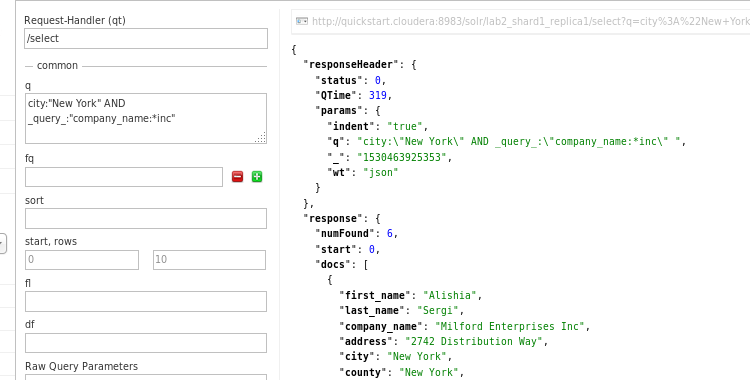 Request-Handler (qt)
/select
common
q
city:"New York" AND
_query_:"company_name:*inc"
fq
sort
start, rows
0 10
fl
df
Raw Query Parameters
http://quickstart.cloudera:8983/solr/lab2_shard1_replica1/select?q=city%3A%22New+York
{
"responseHeader": {
"status": 0,
"QTime": 319,
"params": {
"indent": "true",
"q": "city:\"New York\" AND _query_:\"company_name:*inc\" ",
"_": "1530463925353",
"wt": "json"
}
},
"response": {
"numFound": 6,
"start": 0,
"docs": [
{
"first_name": "Alishia",
"last_name": "Sergi",
"company_name": "Milford Enterprises Inc",
"address": "2742 Distribution Way",
"city": "New York",
"county": "New York",